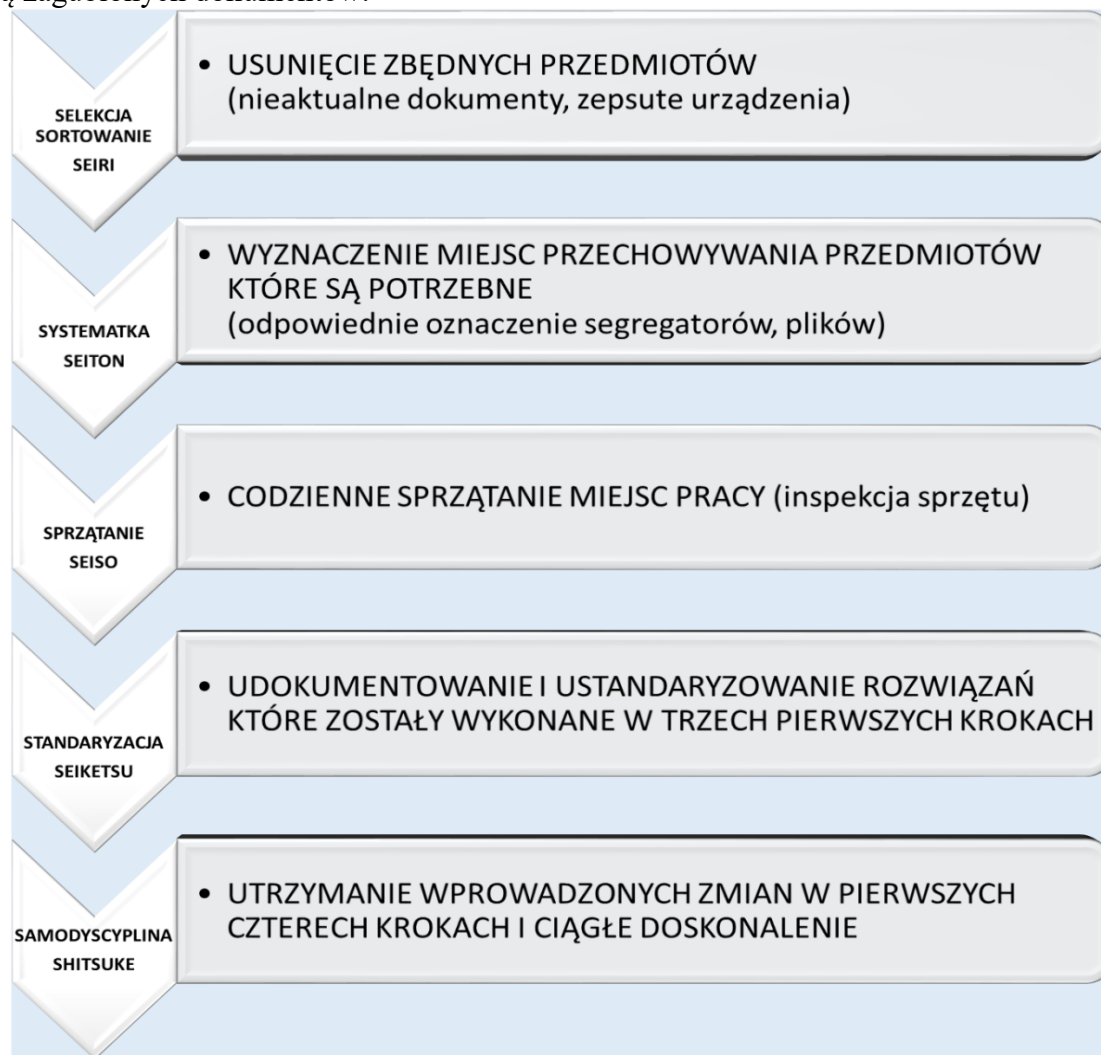 zagubionych dokumentów.
SELEKCJA
SORTOWANIE
SEIRI
• USUNIĘCIE ZBĘDNYCH PRZEDMIOTÓW
(nieaktualne dokumenty, zepsute urządzenia)
SYSTEMATKA
SEITON
• WYZNACZENIE MIEJSC PRZECHOWYWANIA PRZEDMIOTÓW
KTÓRE SĄ POTRZEBNE
(odpowiednie oznaczenie segregatorów, plików)
SPRZĄTANIE
SEISO
• CODZIENNE SPRZĄTANIE MIEJSC PRACY (inspekcja sprzętu)
STANDARYZACJA
SEIKETSU
• UDOKUMENTOWANIE I USTANDARYZOWANIE ROZWIĄZAŃ
KTÓRE ZOSTAŁY WYKONANE W TRZECH PIERWSZYCH KROKACH
SAMODYSCYPLINA
SHITSUKE
• UTRZYMANIE WPROWADZONYCH ZMIAN W PIERWSZYCH
CZTERECH KROKACH I CIĄGŁE DOSKONALENIE